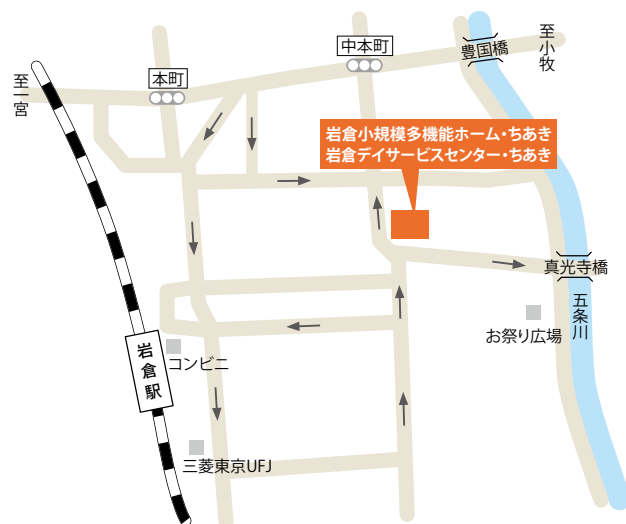 至小牧
豊国橋
中本町
本町
至一宮
岩倉小規模多機能ホーム・ちあき
岩倉デイサービスセンター・ちあき
真光寺橋
五条川
お祭り広場
岩倉駅
コンビニ
三菱東京UFJ